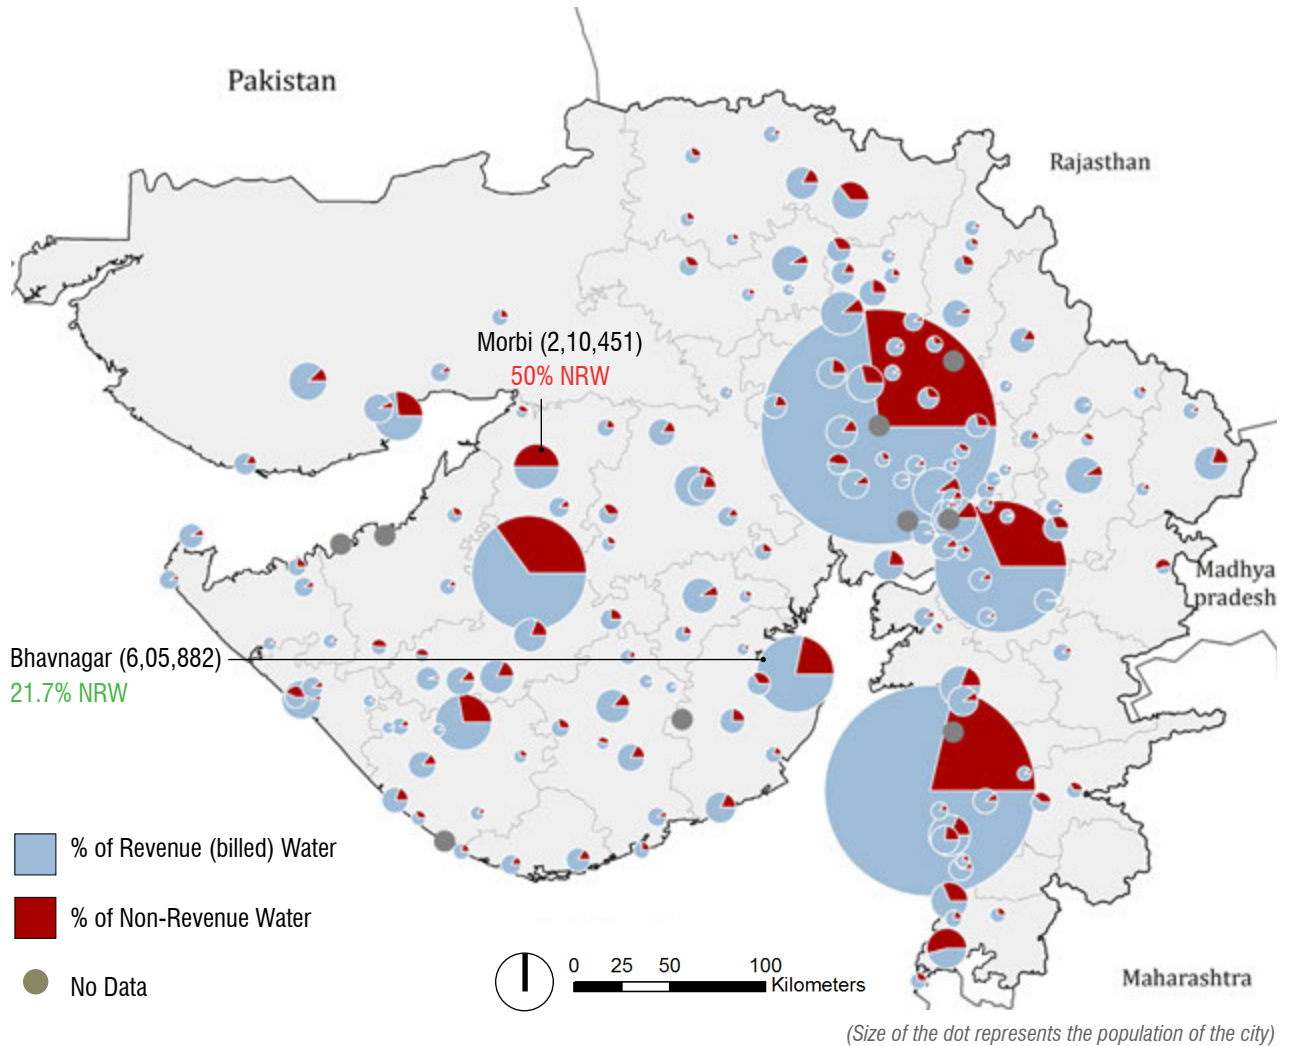 Pakistan
Rajasthan
Morbi (2,10,451)
50% NRW
Madhya
pradesh
Bhavnagar (6,05,882)
21.7% NRW
% of Revenue (billed) Water
% of Non-Revenue Water
No Data
0 25 50 100
Kilometers
Maharashtra
(Size of the dot represents the population of the city)